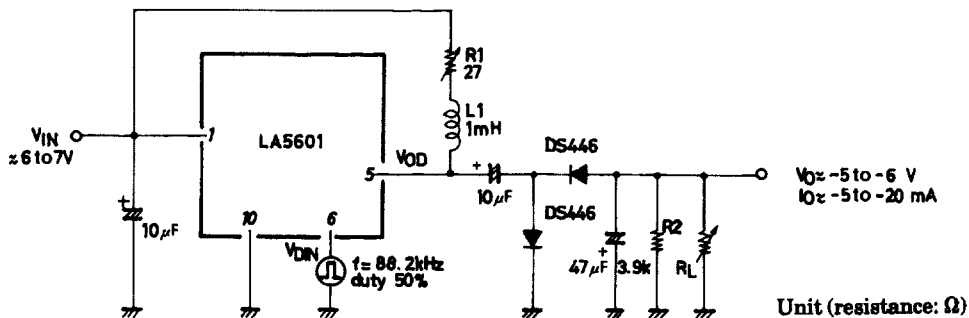 R1
27
L1
1mH
VIN
≈6 to 7V
1
LA5601
5
VOD
+
10μF
DS446
DS446
VO≈ -5 to -6 V
IO≈ -5 to -20 mA
+
10μF
10
6
VDIN
f = 88.2kHz
duty 50%
+
47μF
R2
3.9k
RL
Unit (resistance: Ω)